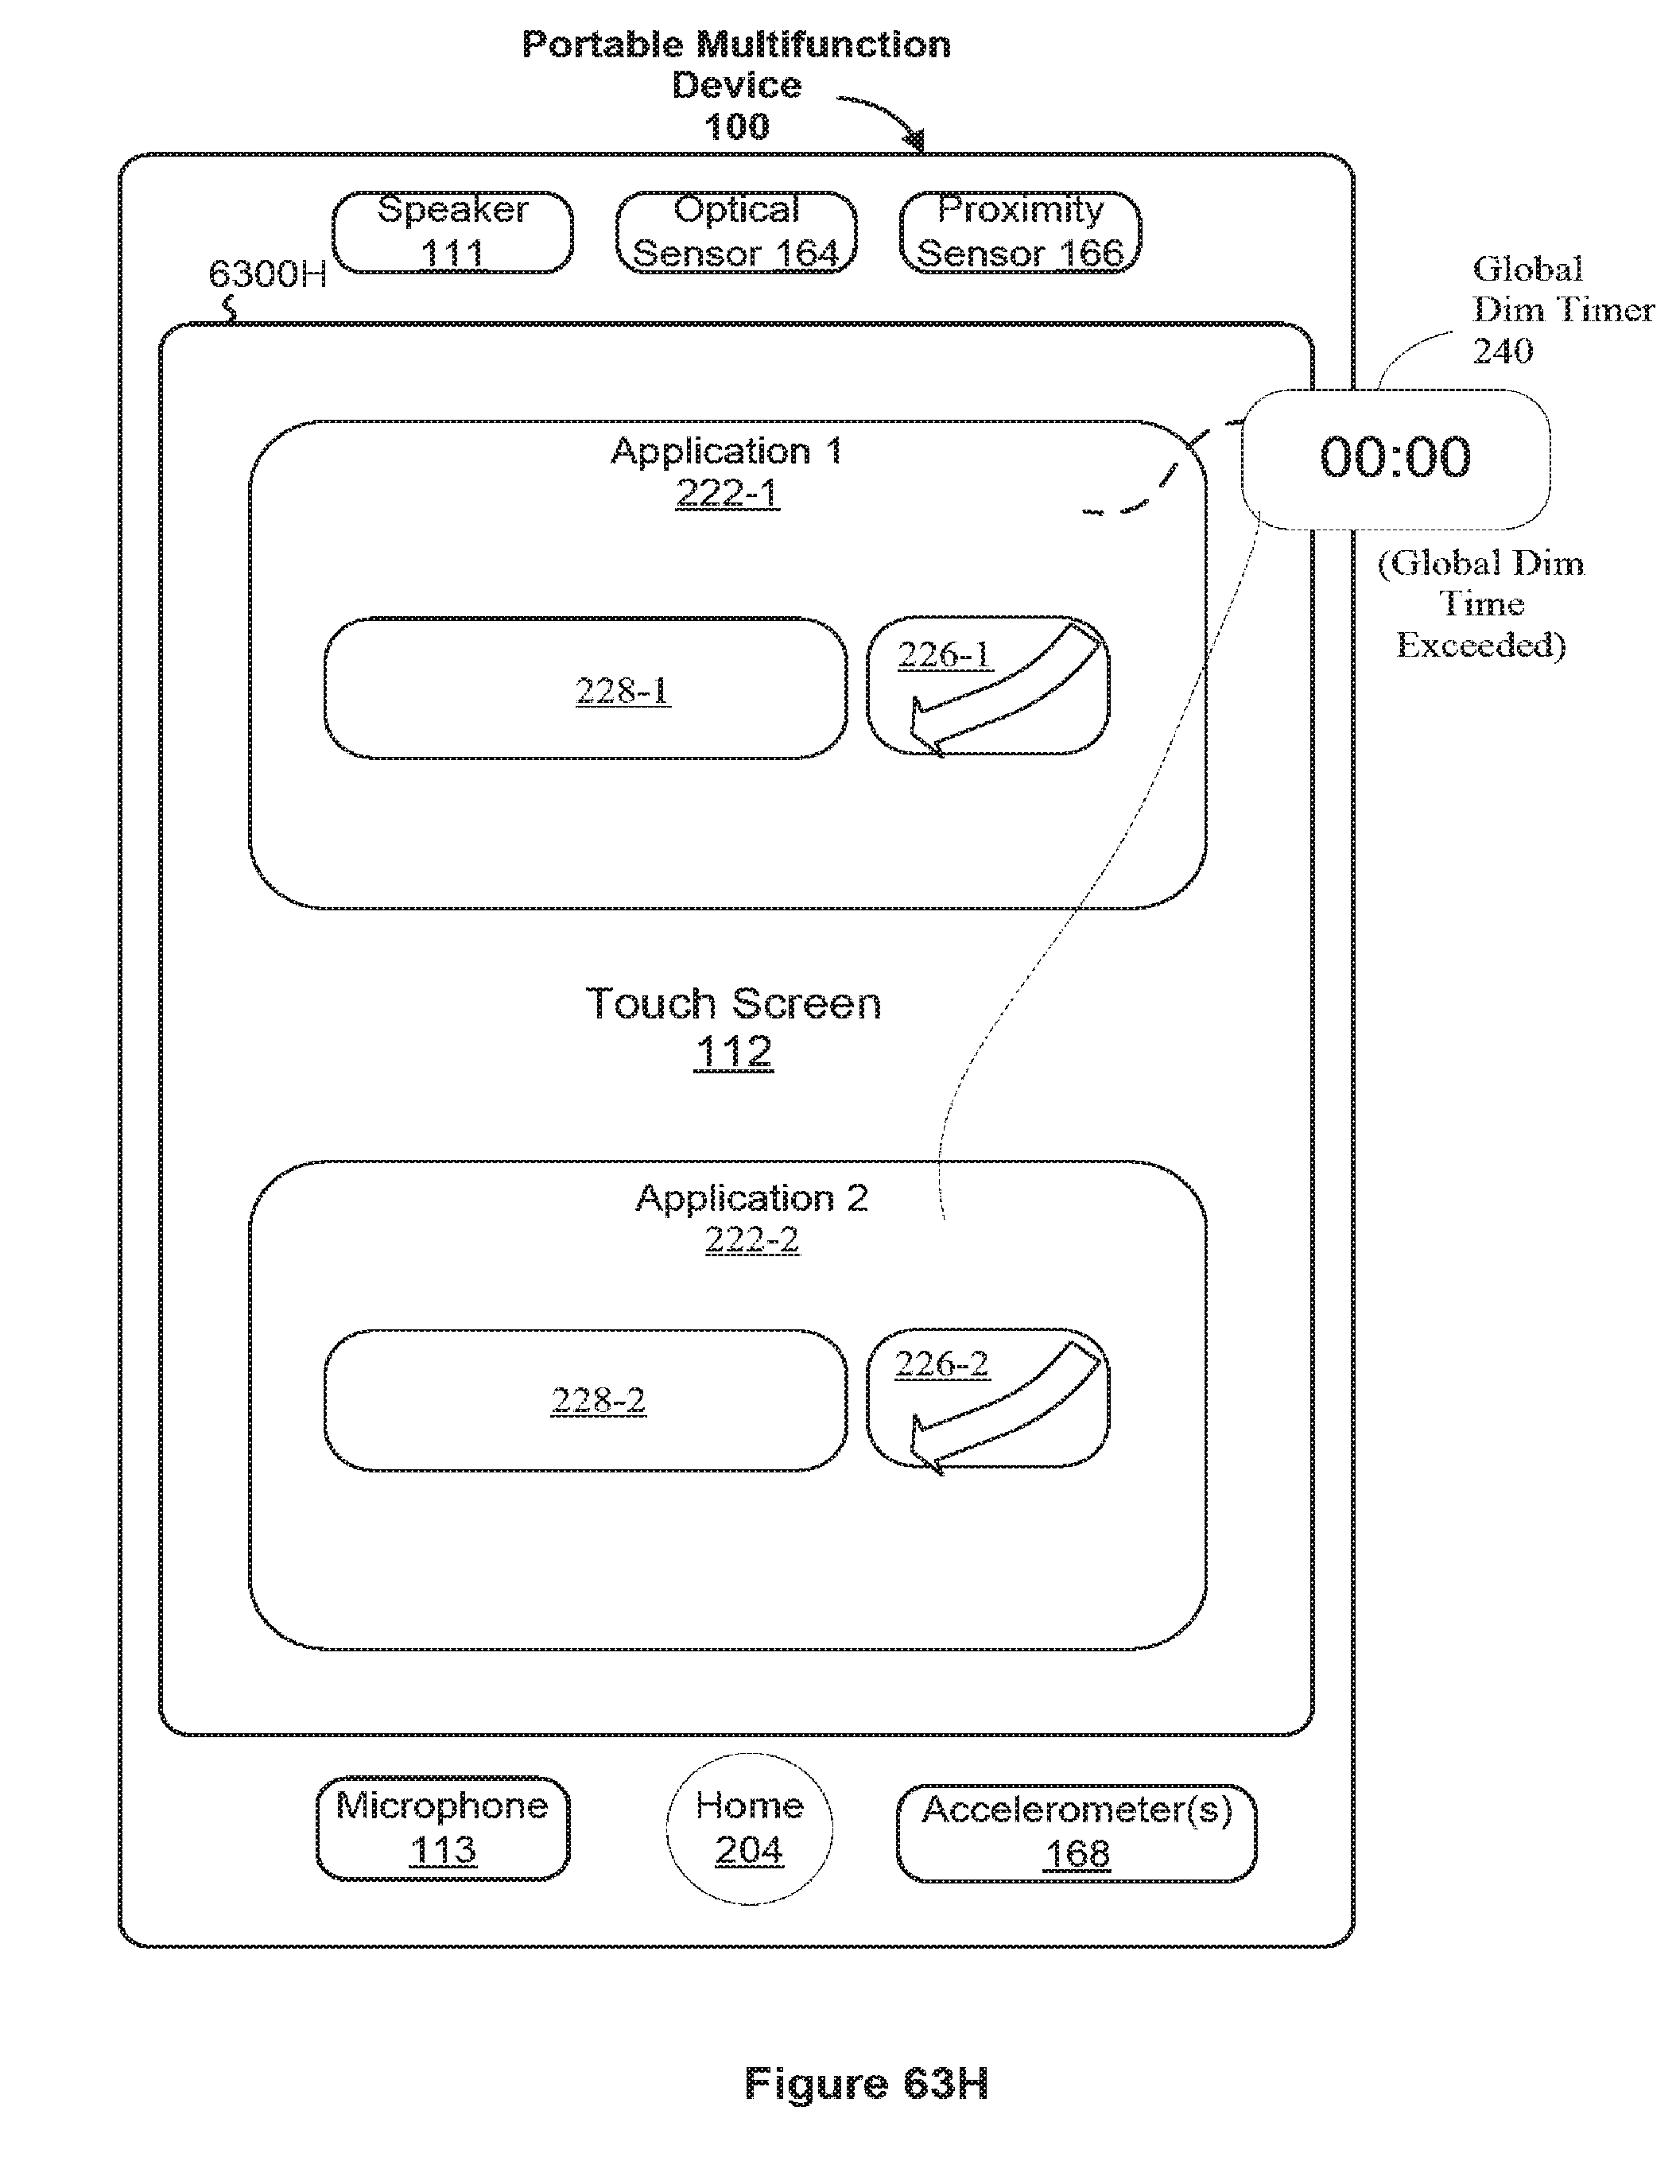 Portable Multifunction
Device
100
Speaker
111
Optical
Sensor 164
Proximity
Sensor 166
6300H
Global
Dim Timer
240
00:00
(Global Dim
Time
Exceeded)
Application 1
222-1
228-1
226-1
Touch Screen
112
Application 2
222-2
228-2
226-2
Microphone
113
Home
204
Accelerometer(s)
168
Figure 63H